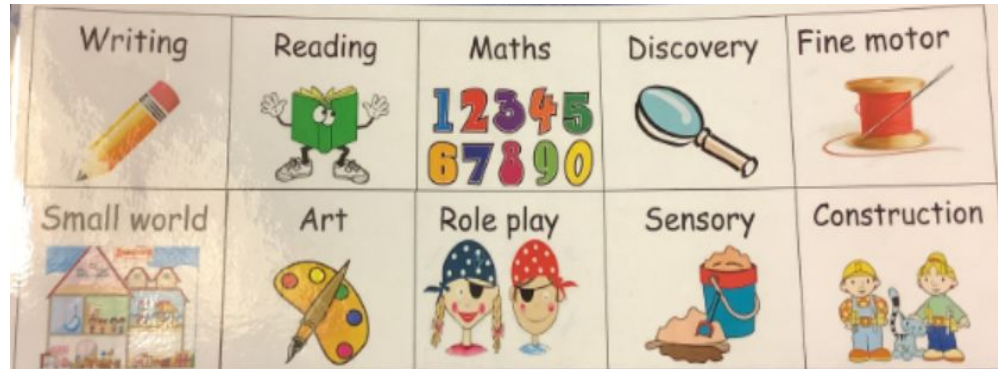 Writing Reading Maths Discovery Fine motor
1 2 3 4 5
6 7 8 9 0
Small world Art Role play Sensory Construction